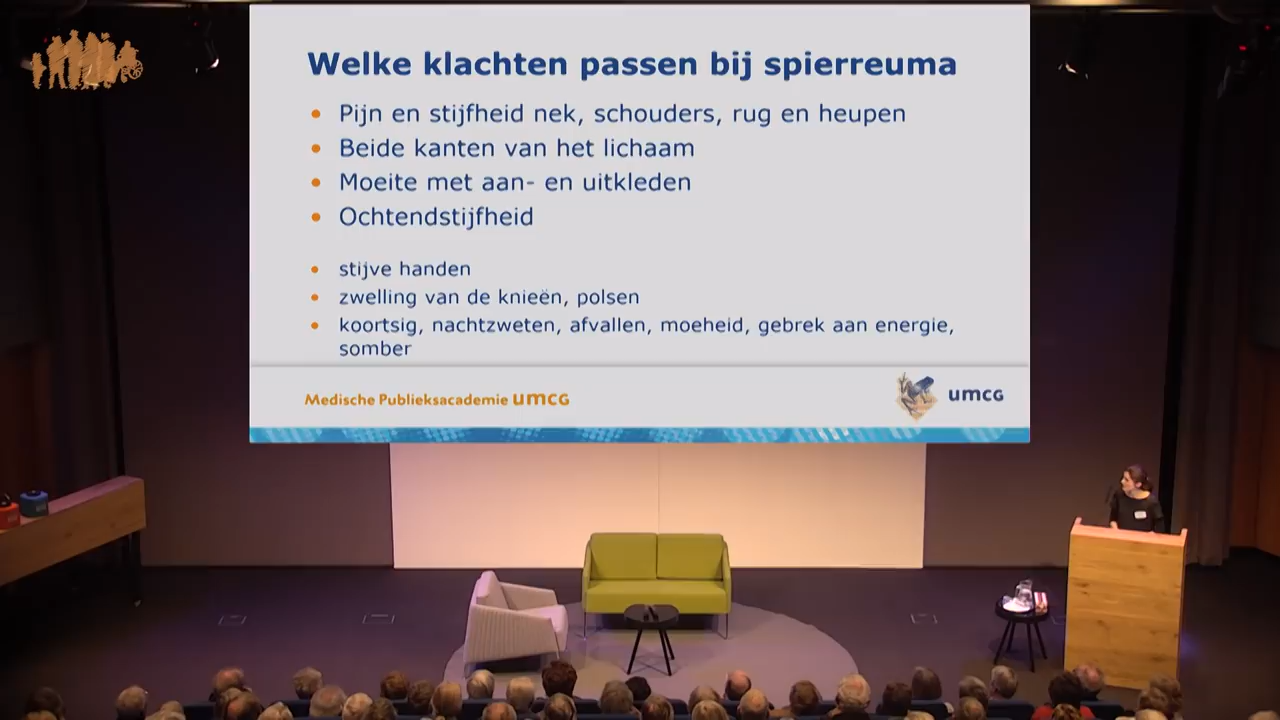 Welke klachten passen bij spierreuma
• Pijn en stijfheid nek, schouders, rug en heupen
• Beide kanten van het lichaam
• Moeite met aan- en uitkleden
• Ochtendstijfheid
• stijve handen
• zwelling van de knieën, polsen
• koortsig, nachtzweten, afvallen, moeheid, gebrek aan energie,
somber
Medische Publieksacademie umcg
umcg